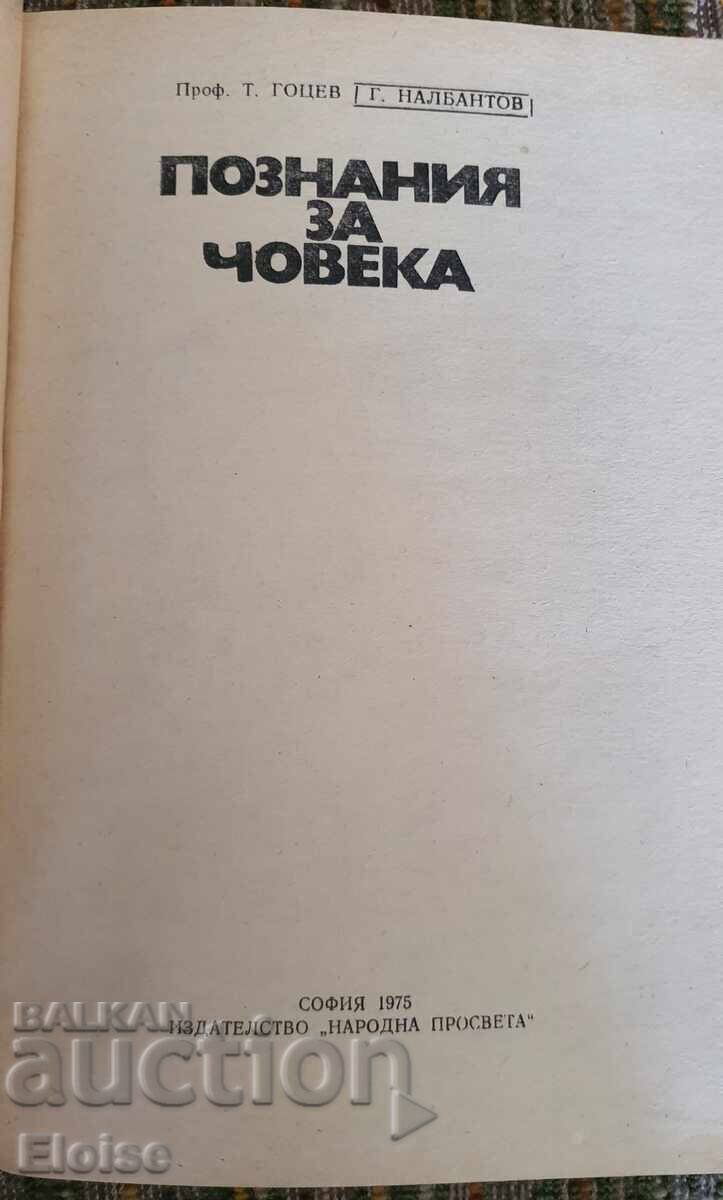 Проф. Т. ГОЦЕВ Г. НАЛБАНТОВ
ПОЗНАНИЯ
ЗА
ЧОВЕКА
СОФИЯ 1975
ИЗДАТЕЛСТВО „НАРОДНА ПРОСВЕТА“
BALKAN
auction
Eloise